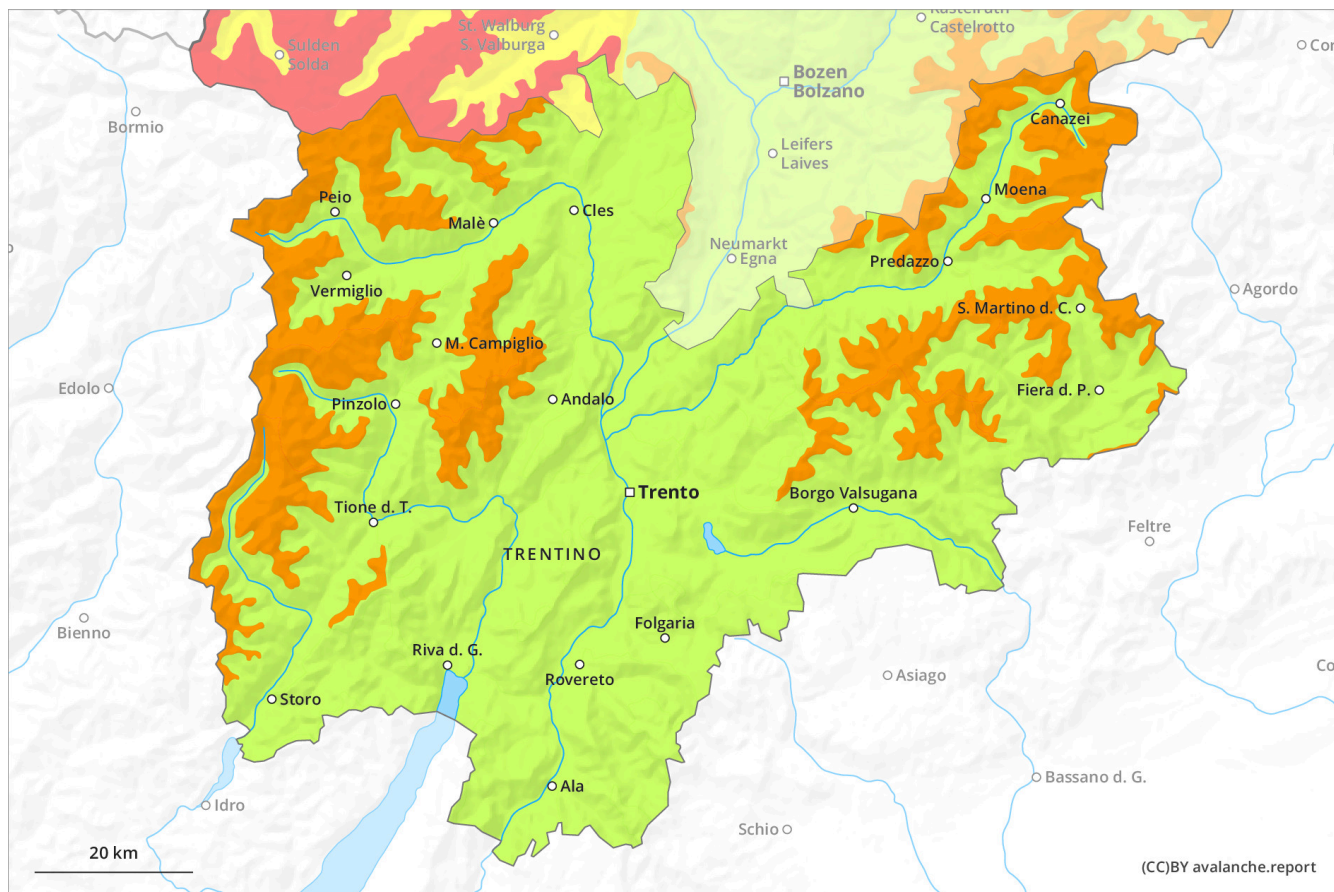 Kastelruth
Castelrotto
St. Walburg
S. Valburga
Sulden
Solda
Cor
Bozen
Bolzano
Bormio
Canazei
Leifers
Laives
Moena
Peio
Cles
Malè
Neumarkt
Egna
Predazzo
Vermiglio
Agordo
S. Martino d. C.
M. Campiglio
Edolo
Fiera d. P.
Andalo
Pinzolo
Trento
Borgo Valsugana
Tione d. T.
Feltre
TRENTINO
Bienno
Folgaria
Riva d. G.
Rovereto
Asiago
Co
Storo
Bassano d. G.
Ala
Idro
Schio
20 km
(CC)BY avalanche.report